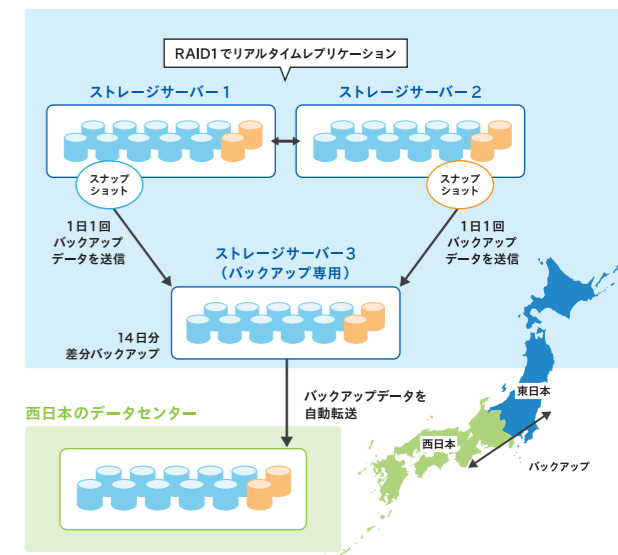 RAID1でリアルタイムレプリケーション
ストレージサーバー1
ストレージサーバー2
スナップ
ショット
スナップ
ショット
1日1回
バックアップ
データを送信
1日1回
バックアップ
データを送信
ストレージサーバー3
（バックアップ専用）
14日分
差分バックアップ
バックアップデータを
自動転送
西日本のデータセンター
東日本
西日本
バックアップ